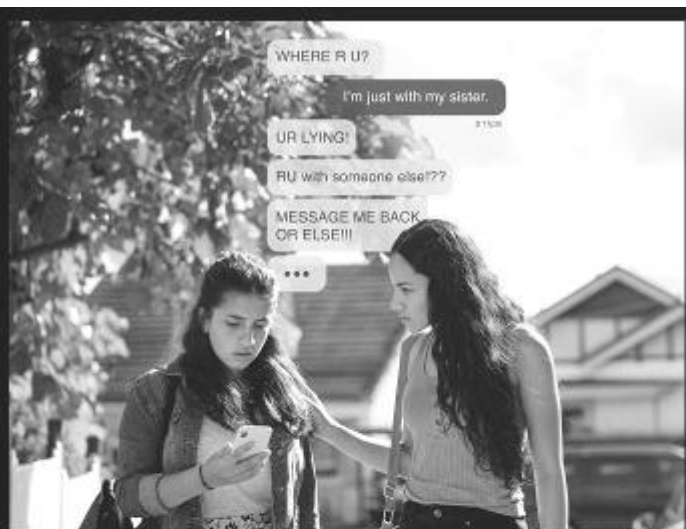 WHERE R U?
I'm just with my sister.
UR LYING!
RU with someone else!??
MESSAGE ME BACK
OR ELSE!!!